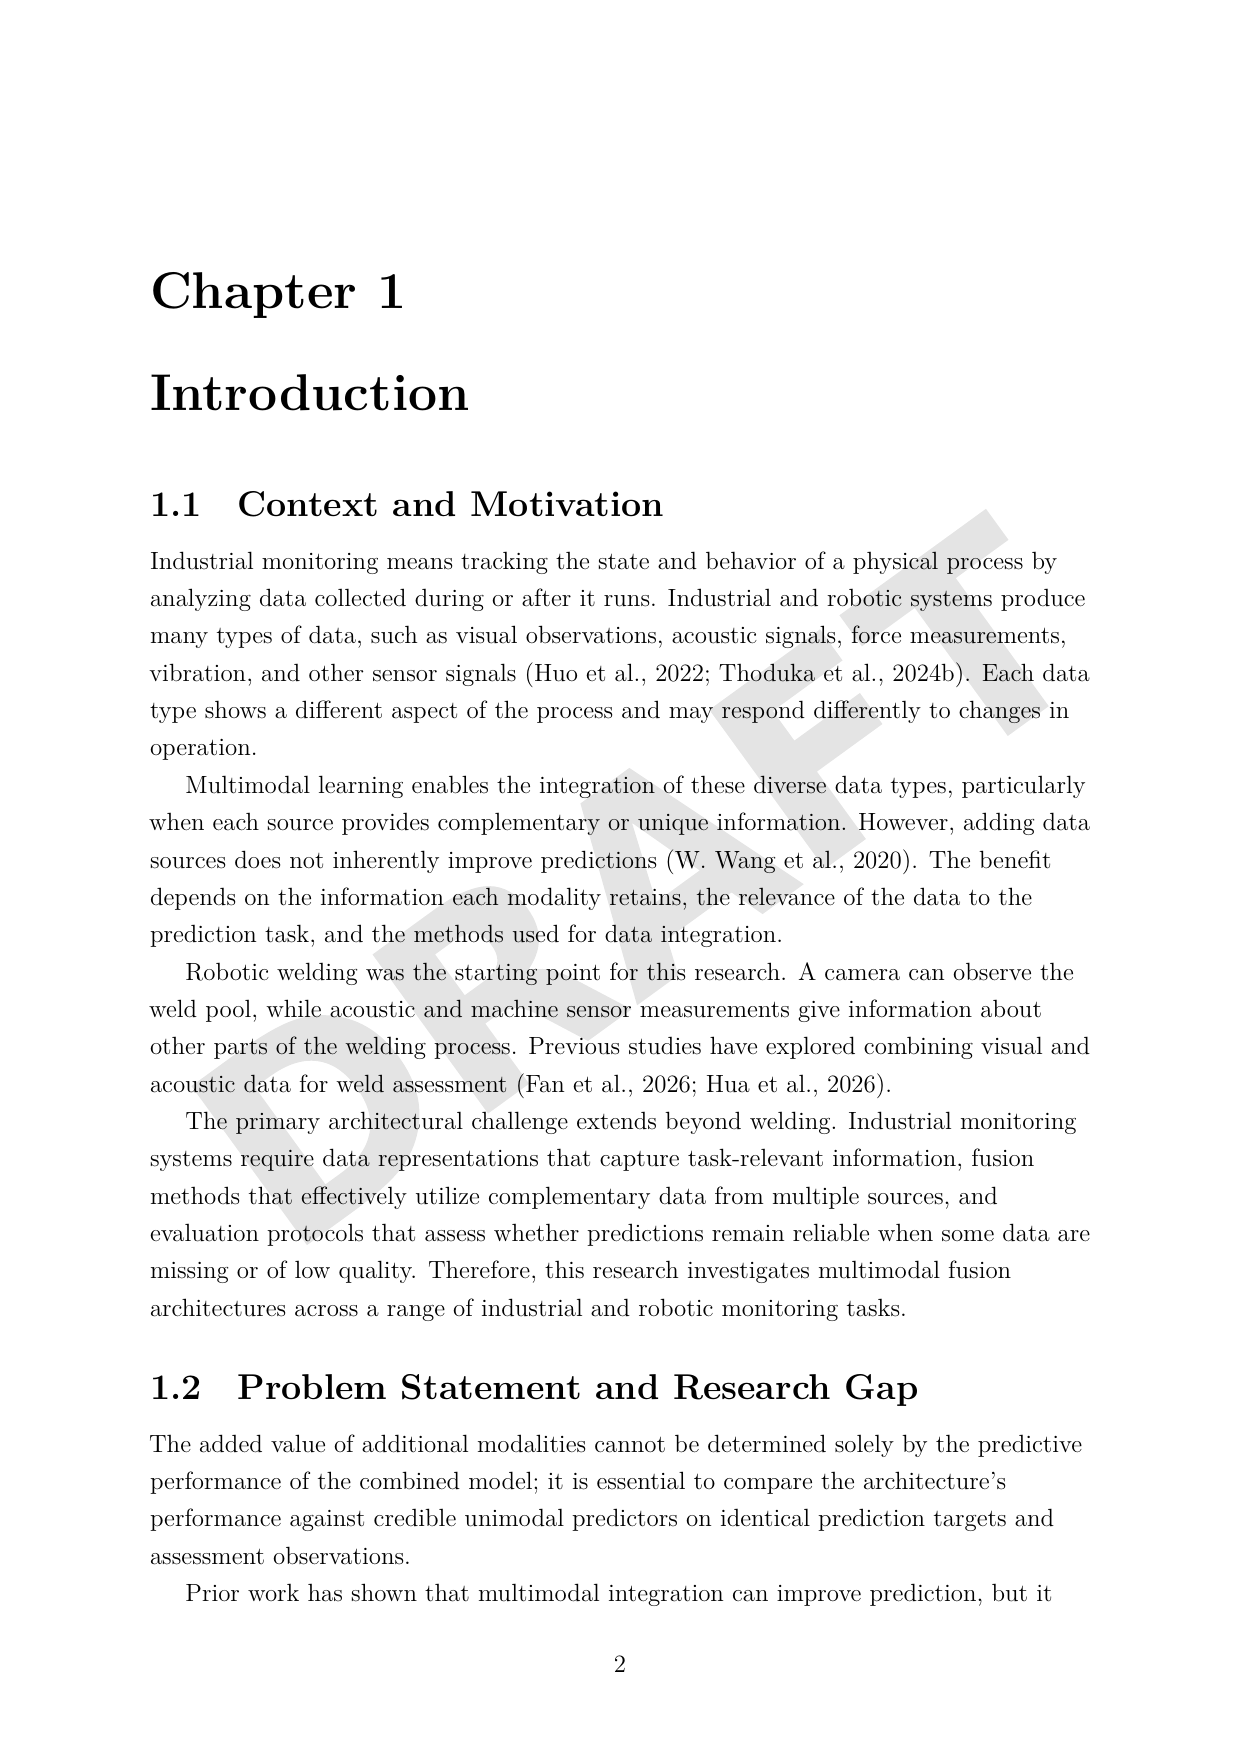 Chapter 1
Introduction
1.1 Context and Motivation
Industrial monitoring means tracking the state and behavior of a physical process by
analyzing data collected during or after it runs. Industrial and robotic systems produce
many types of data, such as visual observations, acoustic signals, force measurements,
vibration, and other sensor signals (Huo et al., 2022; Thoduka et al., 2024b). Each data
type shows a different aspect of the process and may respond differently to changes in
operation.
Multimodal learning enables the integration of these diverse data types, particularly
when each source provides complementary or unique information. However, adding data
sources does not inherently improve predictions (W. Wang et al., 2020). The benefit
depends on the information each modality retains, the relevance of the data to the
prediction task, and the methods used for data integration.
Robotic welding was the starting point for this research. A camera can observe the
weld pool, while acoustic and machine sensor measurements give information about
other parts of the welding process. Previous studies have explored combining visual and
acoustic data for weld assessment (Fan et al., 2026; Hua et al., 2026).
The primary architectural challenge extends beyond welding. Industrial monitoring
systems require data representations that capture task-relevant information, fusion
methods that effectively utilize complementary data from multiple sources, and
evaluation protocols that assess whether predictions remain reliable when some data are
missing or of low quality. Therefore, this research investigates multimodal fusion
architectures across a range of industrial and robotic monitoring tasks.
1.2 Problem Statement and Research Gap
The added value of additional modalities cannot be determined solely by the predictive
performance of the combined model; it is essential to compare the architecture's
performance against credible unimodal predictors on identical prediction targets and
assessment observations.
Prior work has shown that multimodal integration can improve prediction, but it
2
DRAFT